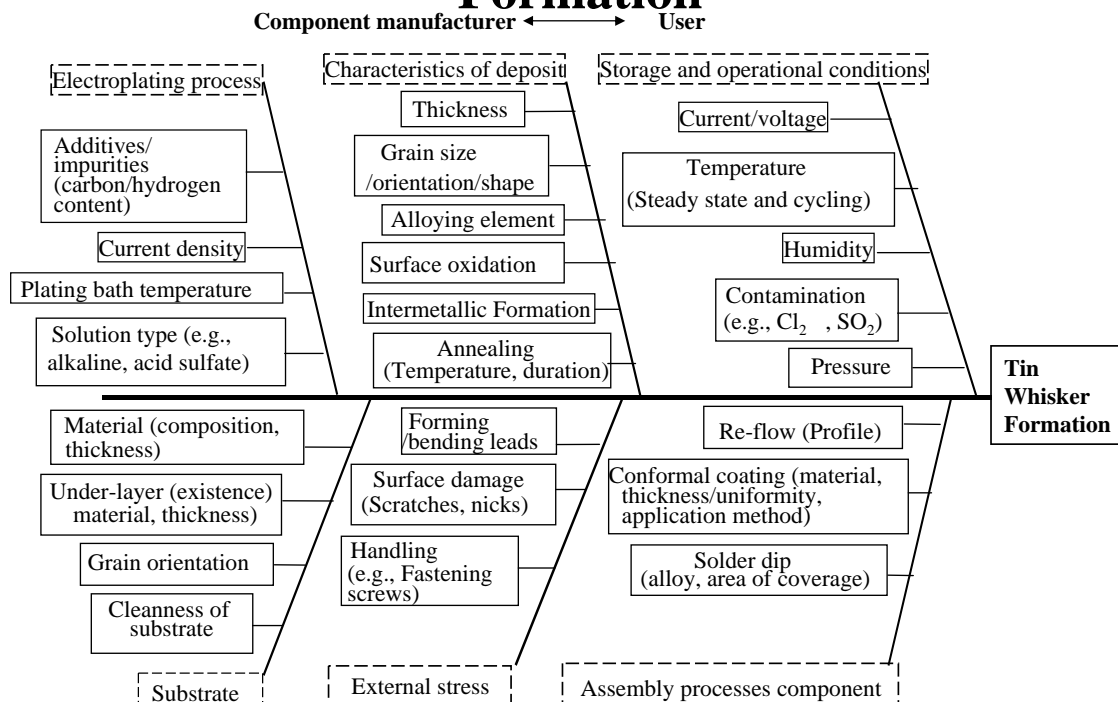 Formation
Component manufacturer
User
Electroplating process
Characteristics of deposit
Storage and operational conditions
Additives/
impurities
(carbon/hydrogen
content)
Current density
Plating bath temperature
Solution type (e.g.,
alkaline, acid sulfate)
Thickness
Grain size
/orientation/shape
Alloying element
Surface oxidation
Intermetallic Formation
Annealing
(Temperature, duration)
Current/voltage
Temperature
(Steady state and cycling)
Humidity
Contamination
(e.g., Cl₂ , SO₂)
Pressure
Tin
Whisker
Formation
Material (composition,
thickness)
Under-layer (existence)
material, thickness)
Grain orientation
Cleanness of
substrate
Substrate
Forming
/bending leads
Surface damage
(Scratches, nicks)
Handling
(e.g., Fastening
screws)
External stress
Re-flow (Profile)
Conformal coating (material,
thickness/uniformity,
application method)
Solder dip
(alloy, area of coverage)
Assembly processes component